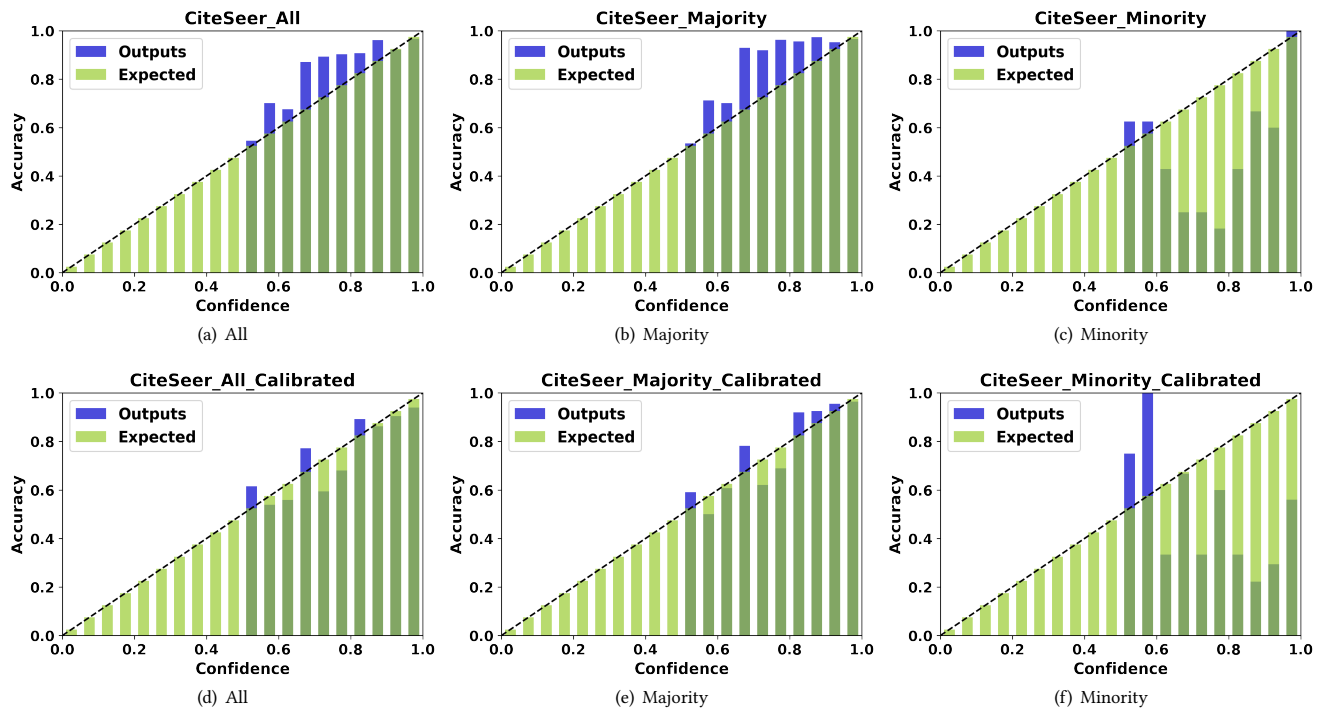 CiteSeer_All
Outputs
Expected
Accuracy
1.0
0.8
0.6
0.4
0.2
0.0
0.0 0.2 0.4 0.6 0.8 1.0
Confidence
(a) All
CiteSeer_Majority
Outputs
Expected
Accuracy
1.0
0.8
0.6
0.4
0.2
0.0
0.0 0.2 0.4 0.6 0.8 1.0
Confidence
(b) Majority
CiteSeer_Minority
Outputs
Expected
Accuracy
1.0
0.8
0.6
0.4
0.2
0.0
0.0 0.2 0.4 0.6 0.8 1.0
Confidence
(c) Minority
CiteSeer_All_Calibrated
Outputs
Expected
Accuracy
1.0
0.8
0.6
0.4
0.2
0.0
0.0 0.2 0.4 0.6 0.8 1.0
Confidence
(d) All
CiteSeer_Majority_Calibrated
Outputs
Expected
Accuracy
1.0
0.8
0.6
0.4
0.2
0.0
0.0 0.2 0.4 0.6 0.8 1.0
Confidence
(e) Majority
CiteSeer_Minority_Calibrated
Outputs
Expected
Accuracy
1.0
0.8
0.6
0.4
0.2
0.0
0.0 0.2 0.4 0.6 0.8 1.0
Confidence
(f) Minority